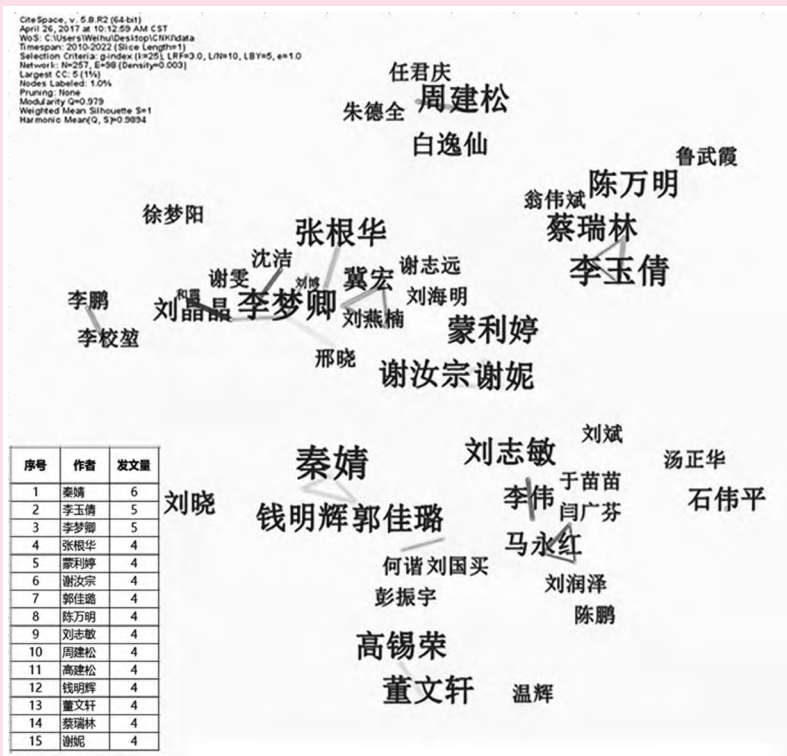 CiteSpace, v. 5.8.R2 (64-bit)
April 26, 2017 at 10:12:59 AM CST
WoS: C:\Users\Weihu\Desktop\CNKI\data
Timespan: 2010-2022 (Slice Length=1)
Selection Criteria: g-index (k=25), LRF=3.0, L/N=10, LBY=5, e=1.0
Network: N=257, E=98 (Density=0.003)
Largest CC: 5 (1%)
Nodes Labeled: 1.0%
Pruning: None
Modularity Q=0.979
Weighted Mean Silhouette S=1
Harmonic Mean(Q, S)=0.9894
任君庆
周建松
朱德全
白逸仙
鲁武霞
陈万明
翁伟斌
蔡瑞林
李玉倩
徐梦阳
张根华
沈洁
谢雯
刘博
冀宏
谢志远
和震
刘晶晶
李梦卿
刘海明
刘燕楠
李鹏
李校堃
蒙利婷
邢晓
谢汝宗
谢妮
刘志敏
刘斌
汤正华
秦婧
于苗苗
李伟
石伟平
刘晓
闫广芬
钱明辉
郭佳璐
马永红
何谐
刘国买
刘润泽
彭振宇
陈鹏
高锡荣
董文轩
温辉
序号 作者 发文量
1 秦婧 6
2 李玉倩 5
3 李梦卿 5
4 张根华 4
5 蒙利婷 4
6 谢汝宗 4
7 郭佳璐 4
8 陈万明 4
9 刘志敏 4
10 周建松 4
11 高建松 4
12 钱明辉 4
13 董文轩 4
14 蔡瑞林 4
15 谢妮 4